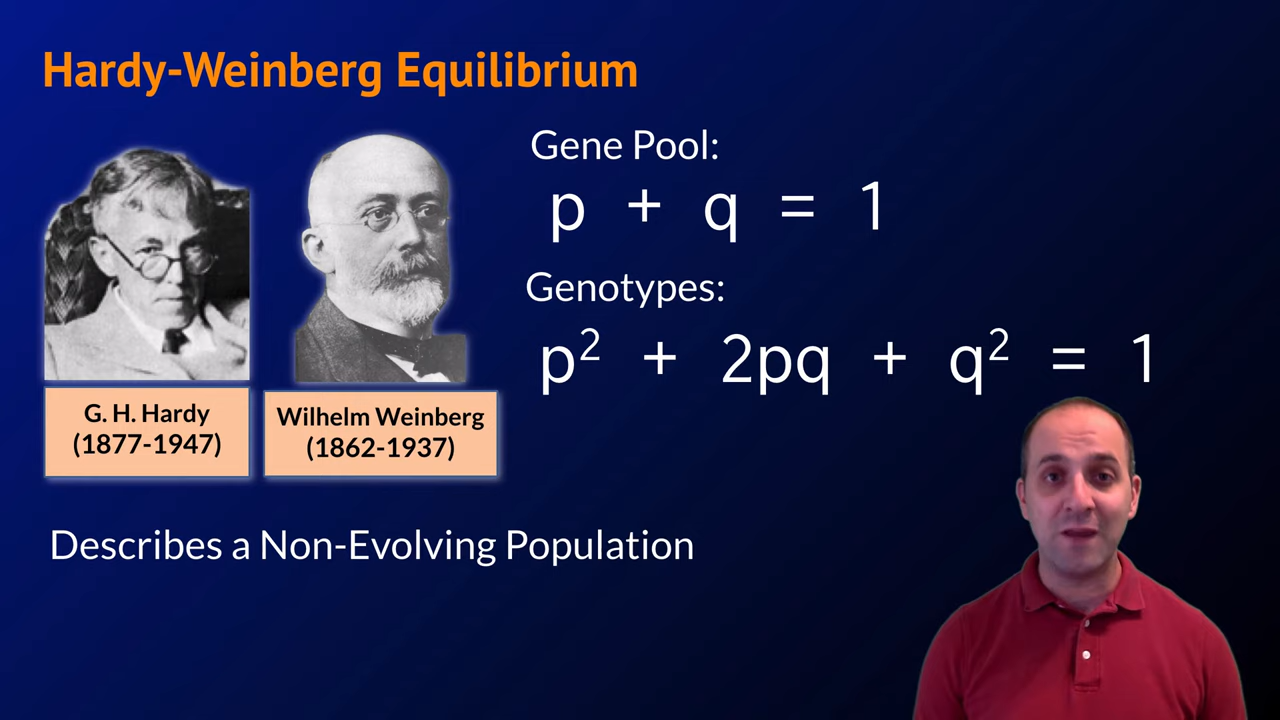 Hardy-Weinberg Equilibrium
Gene Pool:
p + q = 1
Genotypes:
p² + 2pq + q² = 1
G. H. Hardy
(1877-1947)
Wilhelm Weinberg
(1862-1937)
Describes a Non-Evolving Population